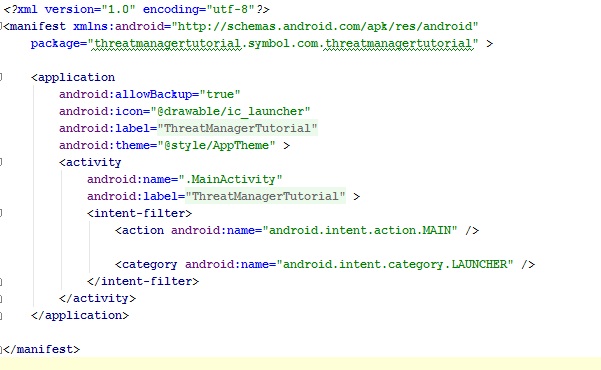 <?xml version="1.0" encoding="utf-8"?>
<manifest xmlns:android="http://schemas.android.com/apk/res/android"
    package="threatmanagertutorial.symbol.com.threatmanagertutorial" >

    <application
        android:allowBackup="true"
        android:icon="@drawable/ic_launcher"
        android:label="ThreatManagerTutorial"
        android:theme="@style/AppTheme" >
        <activity
            android:name=".MainActivity"
            android:label="ThreatManagerTutorial" >
            <intent-filter>
                <action android:name="android.intent.action.MAIN" />

                <category android:name="android.intent.category.LAUNCHER" />
            </intent-filter>
        </activity>
    </application>

</manifest>